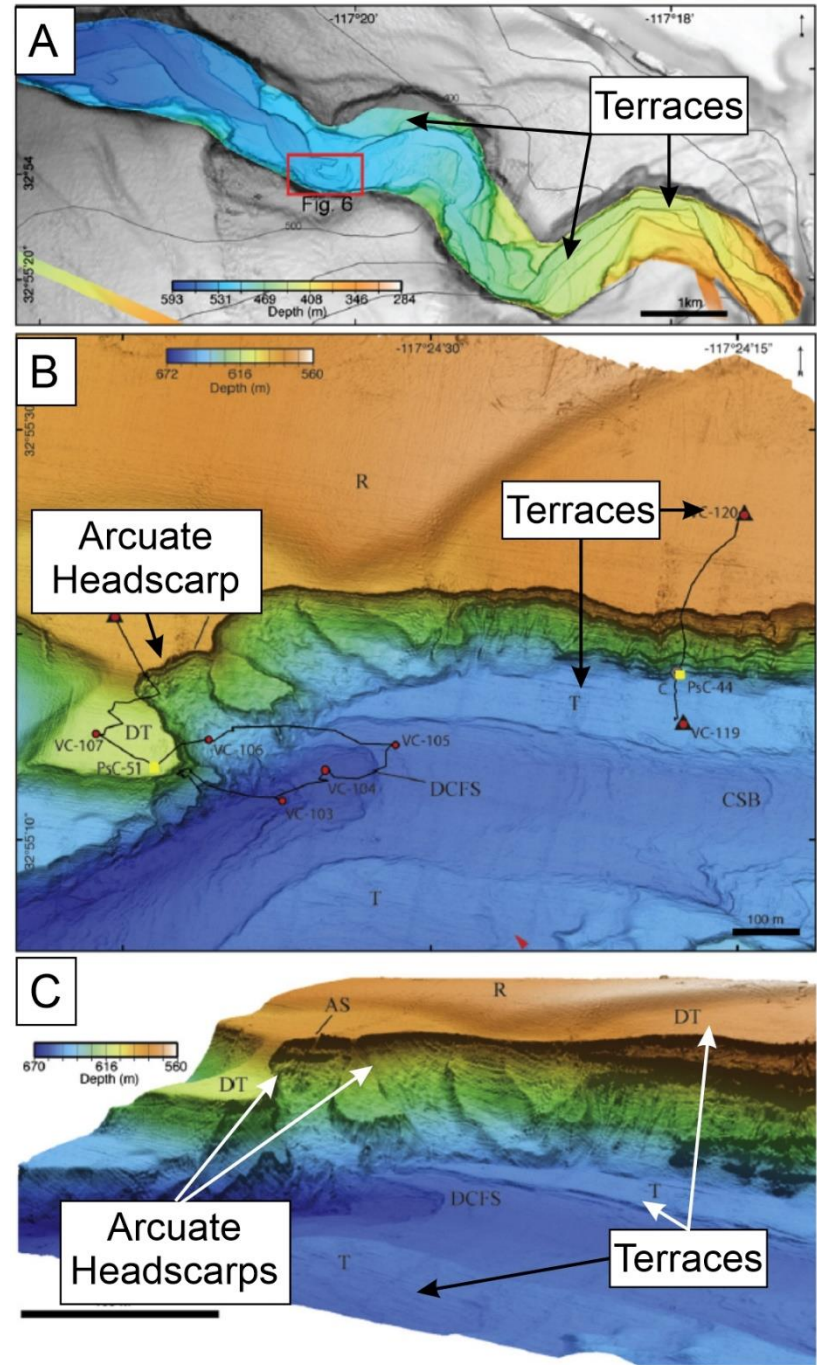 A
-117°20'
-117°18'
Terraces
32°54
500
Fig. 6
500
32°55'20"
593 531 469 408 346 284
Depth (m)
1km
B
-117°24'30"
-117°24'15"
672 616 560
Depth (m)
32°55'30"
R
Terraces
VC-120
Arcuate
Headscarp
DT
T
C
PsC-44
VC-107
VC-106
VC-105
VC-119
PsC-51
VC-104
DCFS
CSB
VC-103
32°55'10"
T
100 m
C
R
AS
DT
670 616 560
Depth (m)
DT
T
DCFS
Arcuate
Headscarps
T
Terraces